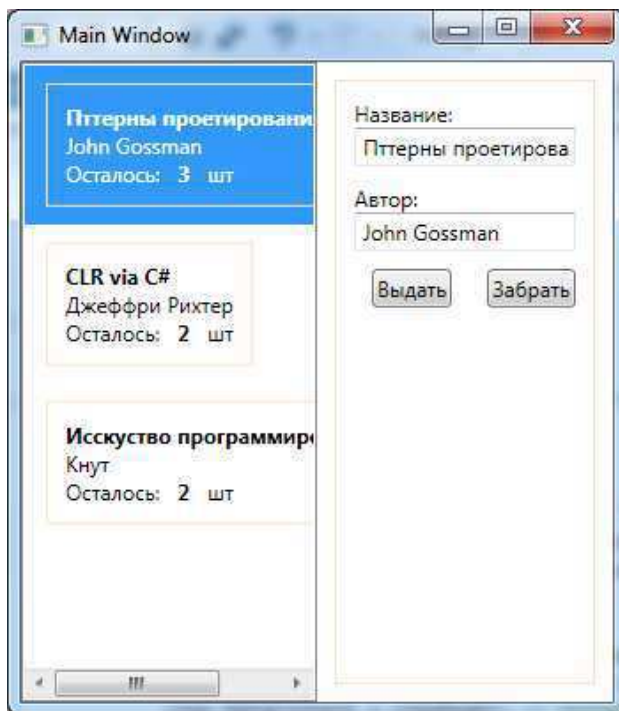 Main Window
Пттерны проетировани
John Gossman
Осталось: 3 шт
CLR via C#
Джеффри Рихтер
Осталось: 2 шт
Исскуство программир
Кнут
Осталось: 2 шт
Название:
Пттерны проетирова
Автор:
John Gossman
Выдать Забрать